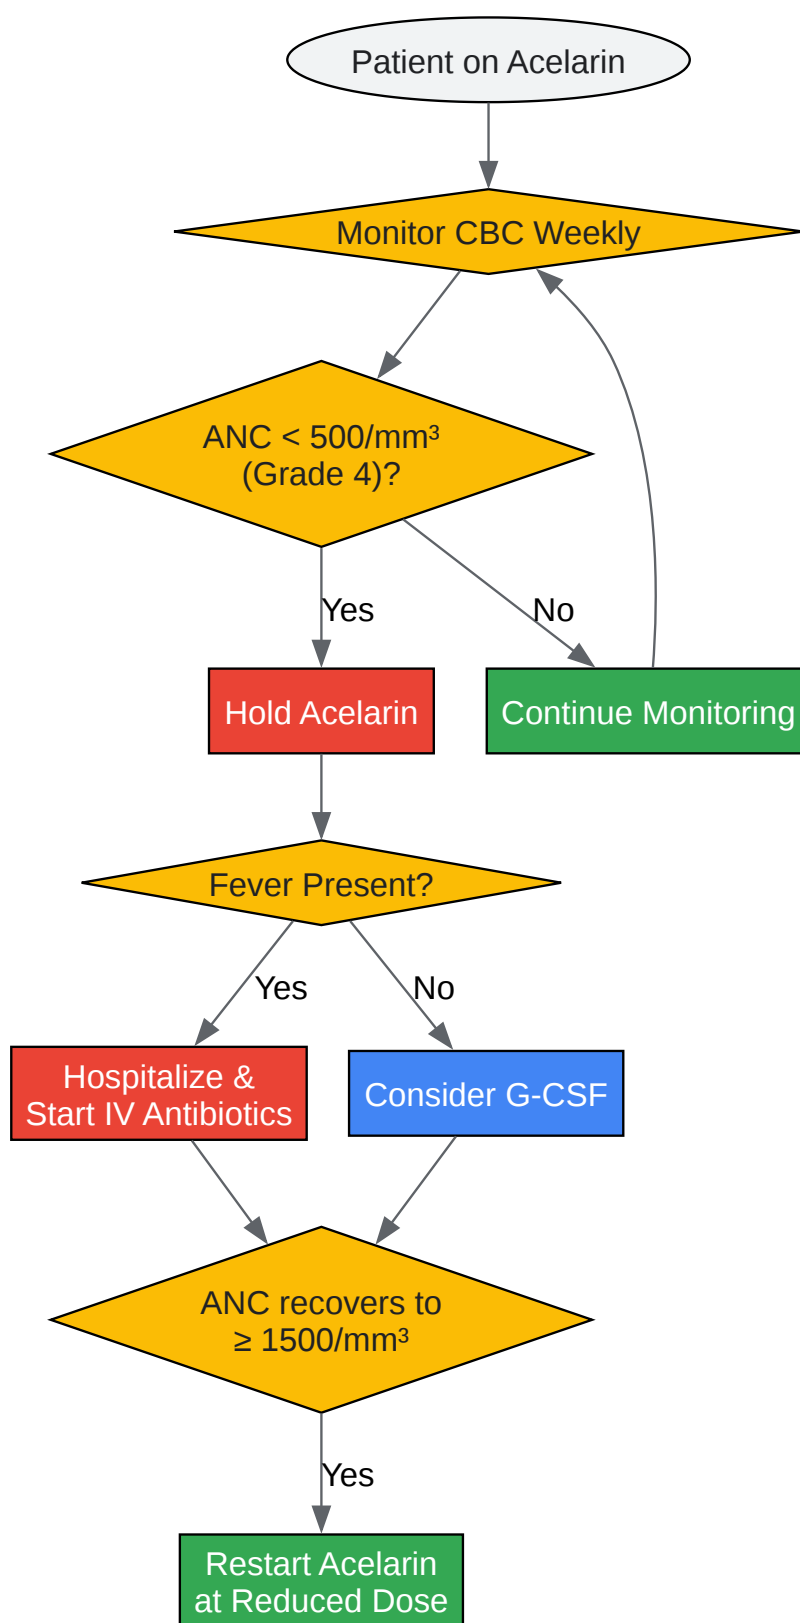 Patient on Acelarin
Monitor CBC Weekly
ANC < 500/mm³
(Grade 4)?
Yes
No
Hold Acelarin
Continue Monitoring
Fever Present?
Yes
No
Hospitalize &
Start IV Antibiotics
Consider G-CSF
ANC recovers to
≥ 1500/mm³
Yes
Restart Acelarin
at Reduced Dose